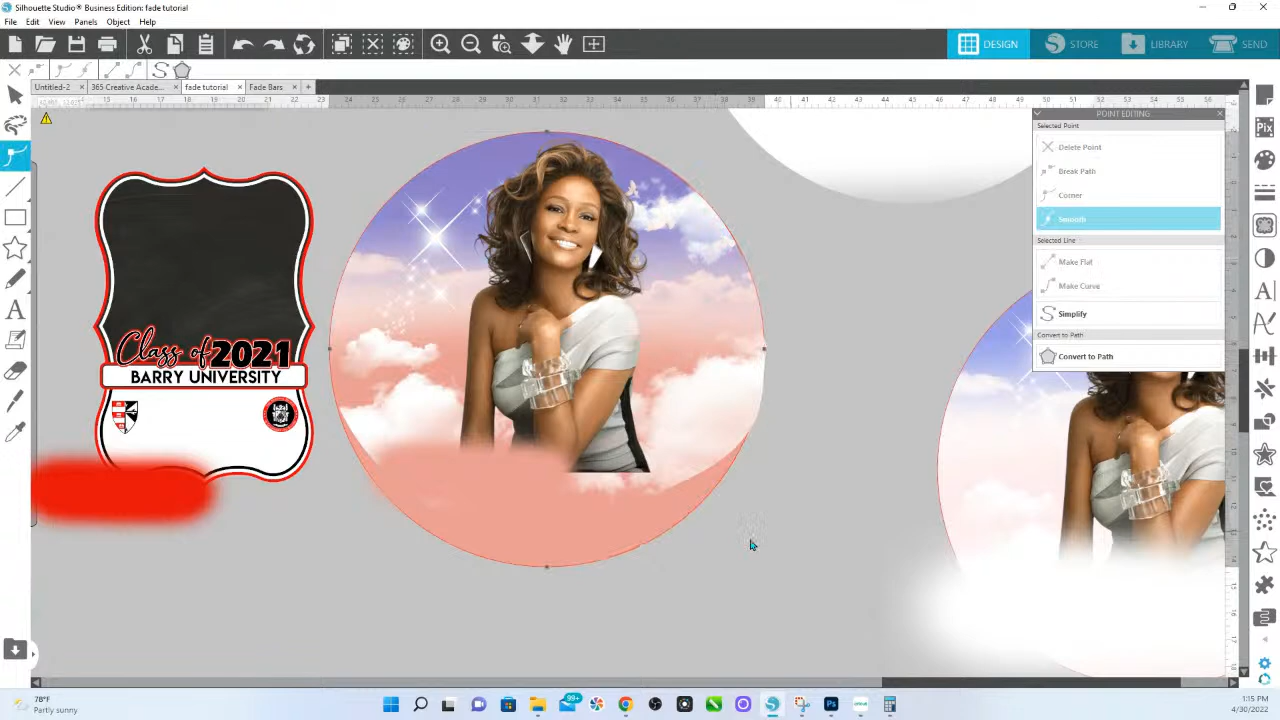 Silhouette Studio® Business Edition: fade tutorial
File Edit View Panels Object Help
DESIGN STORE LIBRARY SEND
Untitled-2 365 Creative Acade... fade tutorial Fade Bars
POINT EDITING
Selected Point
Delete Point
Break Path
Corner
Smooth
Selected Line
Make Flat
Make Curve
Simplify
Convert to Path
Convert to Path
Class of 2021
BARRY UNIVERSITY
78°F
Partly sunny
99+
Ps
1:15 PM
4/30/2022